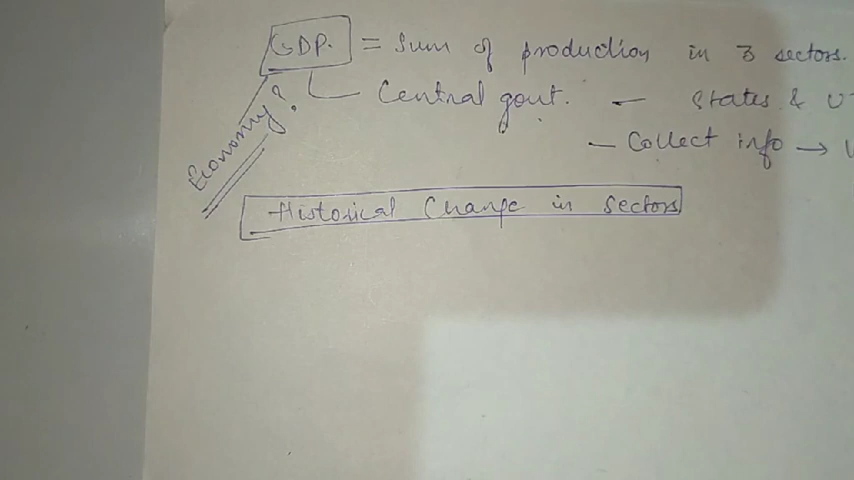 GDP. = Sum of production in 3 sectors.
Central govt. — States & U
— Collect info →
Economy?
Historical Change in Sectors